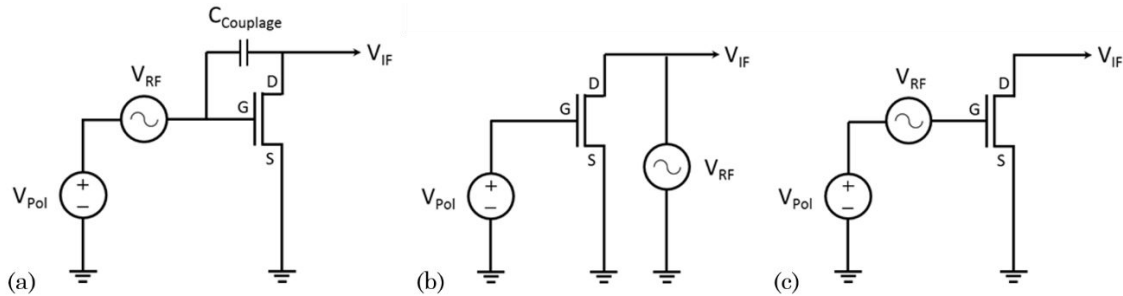 C_Couplage
V_IF
V_RF
D
G
S
V_Pol
(a)
V_IF
D
G
S
V_RF
V_Pol
(b)
V_IF
V_RF
D
G
S
V_Pol
(c)